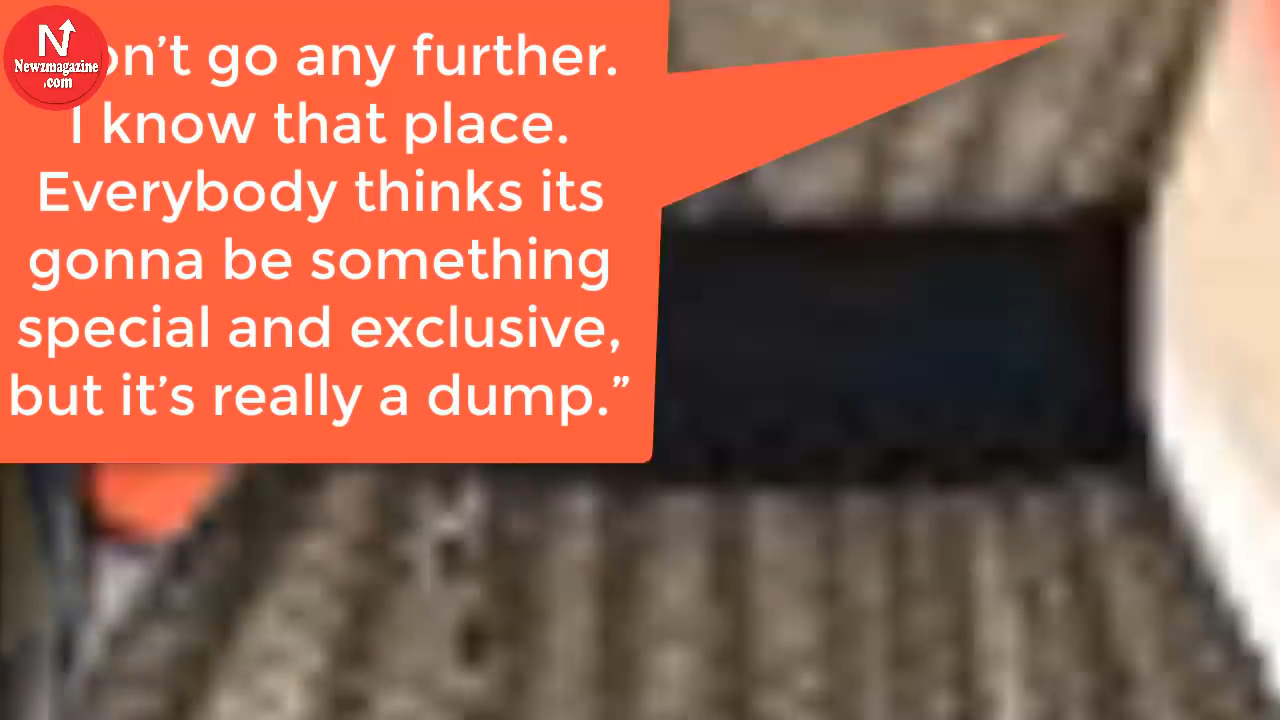 N
Newzmagazine
.com
on’t go any further.
I know that place.
Everybody thinks its
gonna be something
special and exclusive,
but it’s really a dump.”